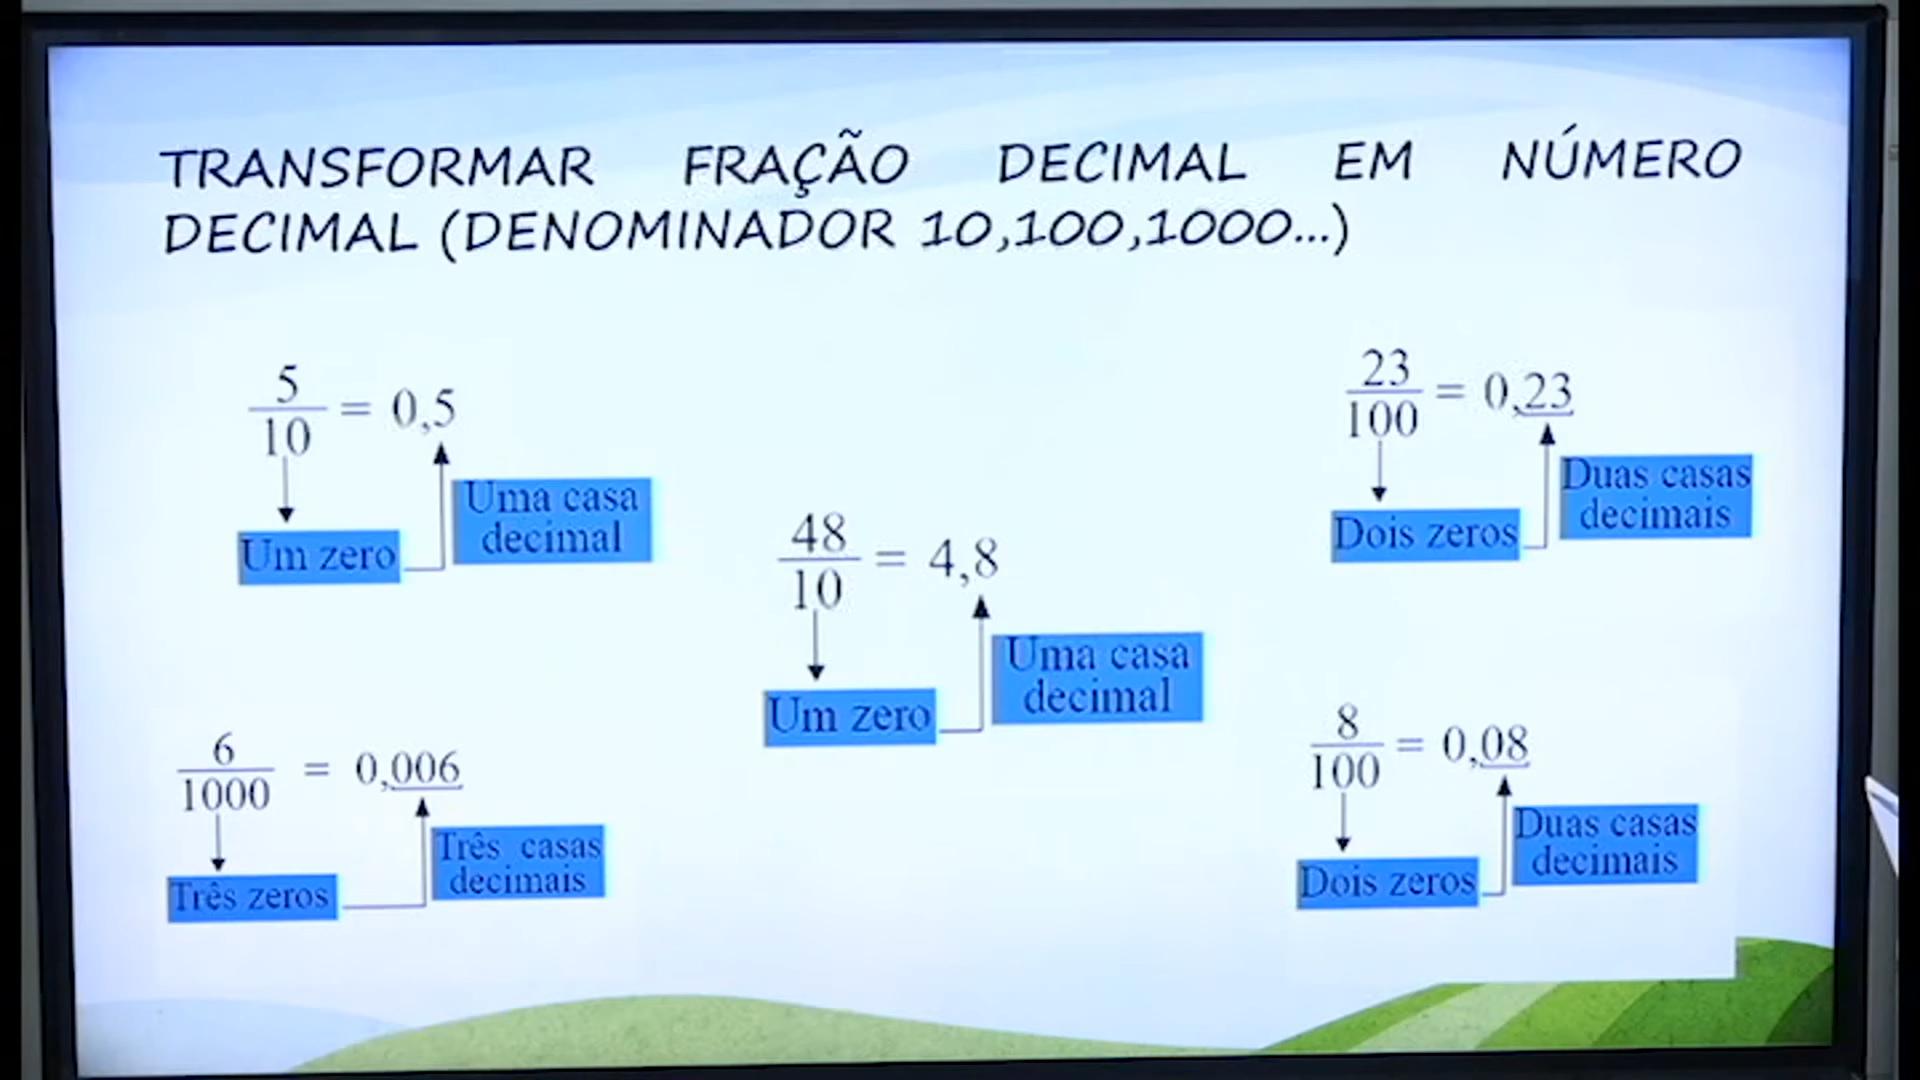 TRANSFORMAR FRAÇÃO DECIMAL EM NÚMERO
DECIMAL (DENOMINADOR 10,100,1000...)
5/10 = 0,5
Um zero
Uma casa
decimal
48/10 = 4,8
Um zero
Uma casa
decimal
23/100 = 0,23
Dois zeros
Duas casas
decimais
6/1000 = 0,006
Três zeros
Três casas
decimais
8/100 = 0,08
Dois zeros
Duas casas
decimais